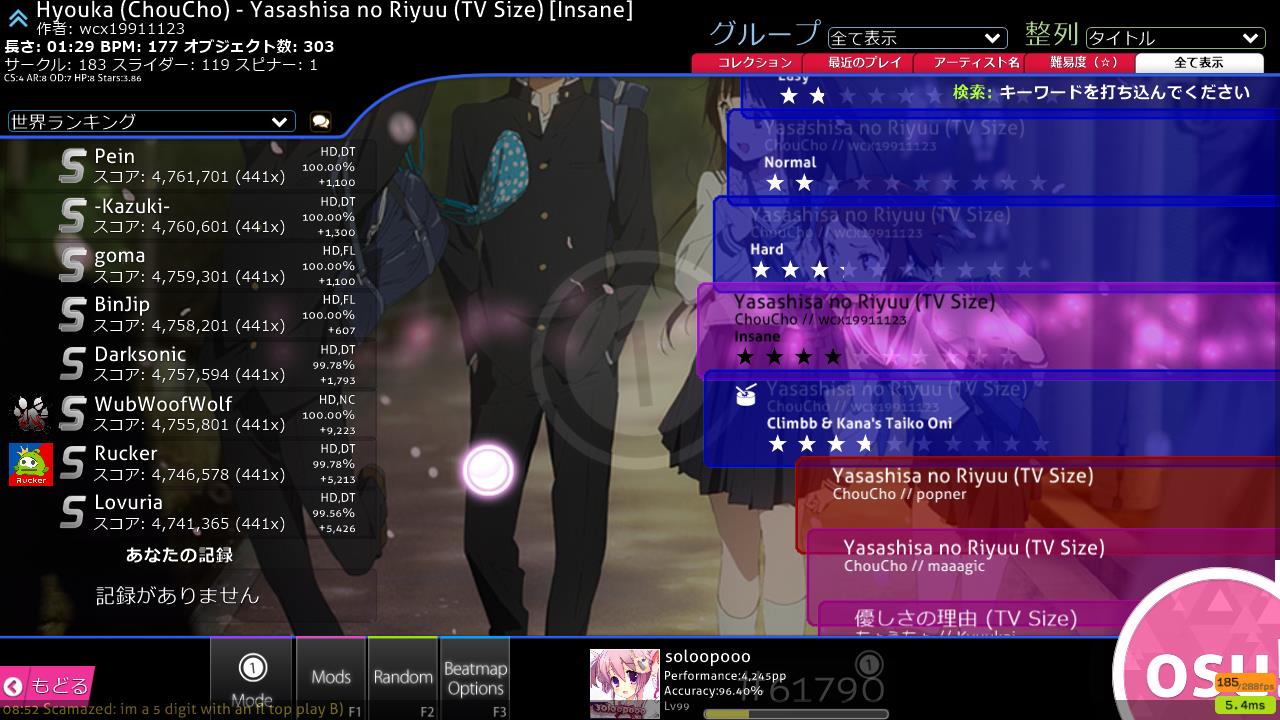 Hyouka (ChouCho) - Yasashisa no Riyuu (TV Size) [Insane]
作者: wcx19911123
長さ: 01:29 BPM: 177 オブジェクト数: 303
サークル: 183 スライダー: 119 スピナー: 1
CS:4 AR:8 OD:7 HP:8 Stars:3.86
グループ 全て表示 整列 タイトル
コレクション 最近のプレイ アーティスト名 難易度 (☆) 全て表示
検索: キーワードを打ち込んでください
世界ランキング
Pein HD,DT
スコア: 4,761,701 (441x) 100.00%
+1,100
-Kazuki- HD,DT
スコア: 4,760,601 (441x) 100.00%
+1,300
goma HD,FL
スコア: 4,759,301 (441x) 100.00%
+1,100
BinJip HD,FL
スコア: 4,758,201 (441x) 100.00%
+607
Darksonic HD,DT
スコア: 4,757,594 (441x) 99.78%
+1,793
WubWoofWolf HD,NC
スコア: 4,755,801 (441x) 100.00%
+9,223
Rucker HD,DT
スコア: 4,746,578 (441x) 99.78%
+5,213
Rucker
Lovuria HD,DT
スコア: 4,741,365 (441x) 99.56%
+5,426
あなたの記録
記録がありません
Easy
Yasashisa no Riyuu (TV Size)
ChouCho // wcx19911123
Normal
Yasashisa no Riyuu (TV Size)
ChouCho // wcx19911123
Hard
Yasashisa no Riyuu (TV Size)
ChouCho // wcx19911123
Insane
Yasashisa no Riyuu (TV Size)
ChouCho // wcx19911123
Climbb & Kana's Taiko Oni
Yasashisa no Riyuu (TV Size)
ChouCho // popner
Yasashisa no Riyuu (TV Size)
ChouCho // maaagic
優しさの理由 (TV Size)
もどる
Mode
Mods
F1
Random
F2
Beatmap
Options
F3
soloopooo
Performance:4,245pp
Accuracy:96.40%
Lv99
#61790
08:52 Scamazed: im a 5 digit with an ft top play B)
osu
185/288fps
5.4ms